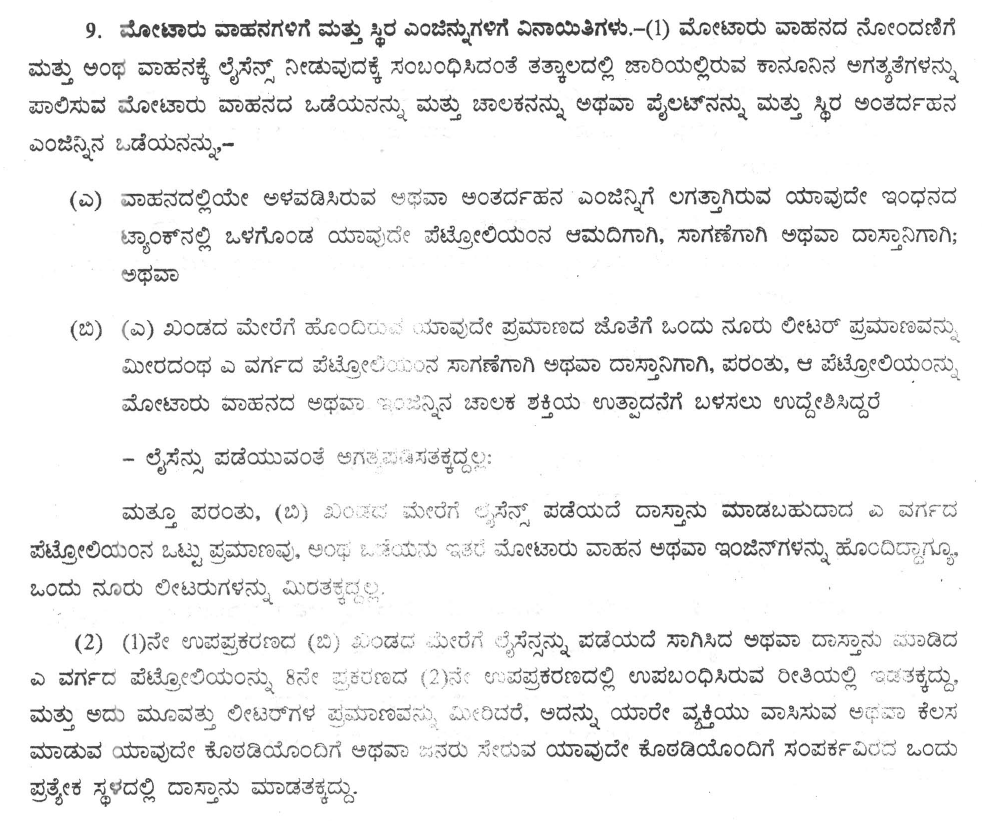 9. ಮೋಟಾರು ವಾಹನಗಳಿಗೆ ಮತ್ತು ಸ್ಥಿರ ಎಂಜಿನ್ನುಗಳಿಗೆ ವಿನಾಯಿತಿಗಳು.–(1) ಮೋಟಾರು ವಾಹನದ ನೋಂದಣಿಗೆ
ಮತ್ತು ಅಂಥ ವಾಹನಕ್ಕೆ ಲೈಸೆನ್ಸ್ ನೀಡುವುದಕ್ಕೆ ಸಂಬಂಧಿಸಿದಂತೆ ತತ್ಕಾಲದಲ್ಲಿ ಜಾರಿಯಲ್ಲಿರುವ ಕಾನೂನಿನ ಅಗತ್ಯತೆಗಳನ್ನು
ಪಾಲಿಸುವ ಮೋಟಾರು ವಾಹನದ ಒಡೆಯನನ್ನು ಮತ್ತು ಚಾಲಕನನ್ನು ಅಥವಾ ಪೈಲಟ್‌ನನ್ನು ಮತ್ತು ಸ್ಥಿರ ಅಂತರ್ದಹನ
ಎಂಜಿನ್ನಿನ ಒಡೆಯನನ್ನು,–
(ಎ) ವಾಹನದಲ್ಲಿಯೇ ಅಳವಡಿಸಿರುವ ಅಥವಾ ಅಂತರ್ದಹನ ಎಂಜಿನ್ನಿಗೆ ಲಗತ್ತಾಗಿರುವ ಯಾವುದೇ ಇಂಧನದ
ಟ್ಯಾಂಕ್‌ನಲ್ಲಿ ಒಳಗೊಂಡ ಯಾವುದೇ ಪೆಟ್ರೋಲಿಯಂನ ಆಮದಿಗಾಗಿ, ಸಾಗಣೆಗಾಗಿ ಅಥವಾ ದಾಸ್ತಾನಿಗಾಗಿ;
ಅಥವಾ
(ಬಿ) (ಎ) ಖಂಡದ ಮೇರೆಗೆ ಹೊಂದಿರುವ ಯಾವುದೇ ಪ್ರಮಾಣದ ಜೊತೆಗೆ ಒಂದು ನೂರು ಲೀಟರ್ ಪ್ರಮಾಣವನ್ನು
ಮೀರದಂಥ ಎ ವರ್ಗದ ಪೆಟ್ರೋಲಿಯಂನ ಸಾಗಣೆಗಾಗಿ ಅಥವಾ ದಾಸ್ತಾನಿಗಾಗಿ, ಪರಂತು, ಆ ಪೆಟ್ರೋಲಿಯಂನ್ನು
ಮೋಟಾರು ವಾಹನದ ಅಥವಾ ಇಂಜಿನ್ನಿನ ಚಾಲಕ ಶಕ್ತಿಯ ಉತ್ಪಾದನೆಗೆ ಬಳಸಲು ಉದ್ದೇಶಿಸಿದ್ದರೆ
– ಲೈಸೆನ್ಸು ಪಡೆಯುವಂತೆ ಅಗತ್ಯಪಡಿಸತಕ್ಕದ್ದಲ್ಲ:
ಮತ್ತೂ ಪರಂತು, (ಬಿ) ಖಂಡದ ಮೇರೆಗೆ ಲೈಸೆನ್ಸ್ ಪಡೆಯದೆ ದಾಸ್ತಾನು ಮಾಡಬಹುದಾದ ಎ ವರ್ಗದ
ಪೆಟ್ರೋಲಿಯಂನ ಒಟ್ಟು ಪ್ರಮಾಣವು, ಅಂಥ ಒಡೆಯನು ಇತರೆ ಮೋಟಾರು ವಾಹನ ಅಥವಾ ಇಂಜಿನ್‌ಗಳನ್ನು ಹೊಂದಿದ್ದಾಗ್ಯೂ,
ಒಂದು ನೂರು ಲೀಟರುಗಳನ್ನು ಮಿರತಕ್ಕದ್ದಲ್ಲ.
(2) (1)ನೇ ಉಪಪ್ರಕರಣದ (ಬಿ) ಖಂಡದ ಮೇರೆಗೆ ಲೈಸೆನ್ಸನ್ನು ಪಡೆಯದೆ ಸಾಗಿಸಿದ ಅಥವಾ ದಾಸ್ತಾನು ಮಾಡಿದ
ಎ ವರ್ಗದ ಪೆಟ್ರೋಲಿಯಂನ್ನು 8ನೇ ಪ್ರಕರಣದ (2)ನೇ ಉಪಪ್ರಕರಣದಲ್ಲಿ ಉಪಬಂಧಿಸಿರುವ ರೀತಿಯಲ್ಲಿ ಇಡತಕ್ಕದ್ದು,
ಮತ್ತು ಅದು ಮೂವತ್ತು ಲೀಟರ್‌ಗಳ ಪ್ರಮಾಣವನ್ನು ಮೀರಿದರೆ, ಅದನ್ನು ಯಾರೇ ವ್ಯಕ್ತಿಯು ವಾಸಿಸುವ ಅಥವಾ ಕೆಲಸ
ಮಾಡುವ ಯಾವುದೇ ಕೊಠಡಿಯೊಂದಿಗೆ ಅಥವಾ ಜನರು ಸೇರುವ ಯಾವುದೇ ಕೊಠಡಿಯೊಂದಿಗೆ ಸಂಪರ್ಕವಿರದ ಒಂದು
ಪ್ರತ್ಯೇಕ ಸ್ಥಳದಲ್ಲಿ ದಾಸ್ತಾನು ಮಾಡತಕ್ಕದ್ದು.